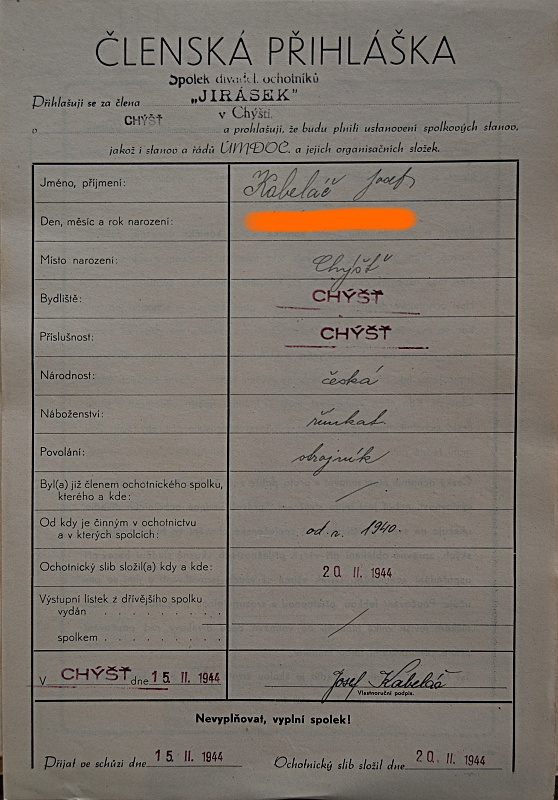 ČLENSKÁ PŘIHLÁŠKA
Spolek divadel. ochotníků
Přihlašuji se za člena „JIRÁSEK“
v Chýšti.
v CHÝŠŤ a prohlašuji, že budu plniti ustanovení spolkových stanov,
jakož i stanov a řádů ÚMDOČ. a jejich organisačních složek.
Jméno, příjmení: Kabeláč Josef
Den, měsíc a rok narození:
Místo narození: Chýšť
Bydliště: CHÝŠŤ
Příslušnost: CHÝŠŤ
Národnost: česká
Náboženství: římkat.
Povolání: strojník
Byl(a) již členem ochotnického spolku,
kterého a kde: /
Od kdy je činným v ochotnictvu
a v kterých spolcích: od. r. 1940.
Ochotnický slib složil(a) kdy a kde: 20 II. 1944
Výstupní lístek z dřívějšího spolku
vydán . . . . . . . . . .
spolkem . . . . . . . . . . /
V CHÝŠŤ dne 15 II. 1944 Josef Kabeláč
Vlastnoruční podpis.
Nevyplňovat, vyplní spolek!
Přijat ve schůzi dne 15 II. 1944 Ochotnický slib složil dne 20. II. 1944